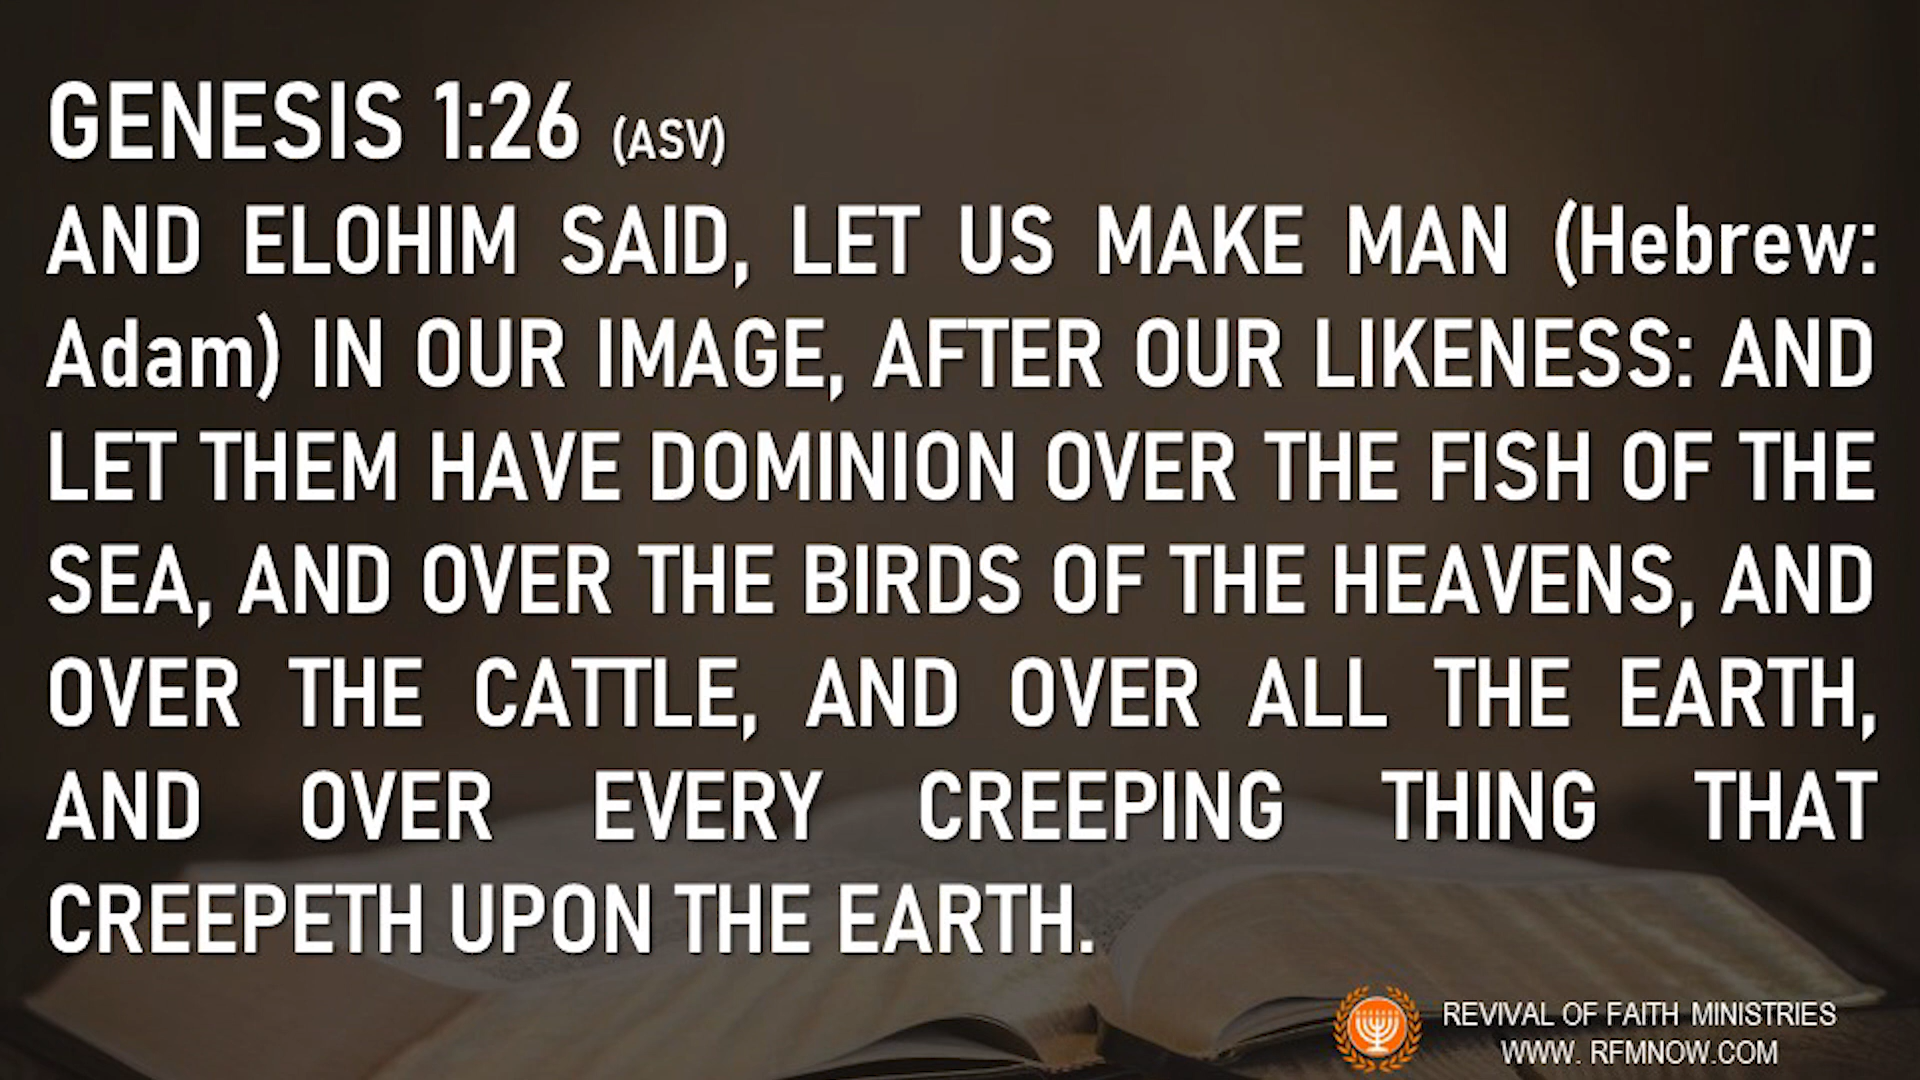 GENESIS 1:26 (ASV)
AND ELOHIM SAID, LET US MAKE MAN (Hebrew:
Adam) IN OUR IMAGE, AFTER OUR LIKENESS: AND
LET THEM HAVE DOMINION OVER THE FISH OF THE
SEA, AND OVER THE BIRDS OF THE HEAVENS, AND
OVER THE CATTLE, AND OVER ALL THE EARTH,
AND OVER EVERY CREEPING THING THAT
CREEPETH UPON THE EARTH.
REVIVAL OF FAITH MINISTRIES
WWW. RFMNOW.COM